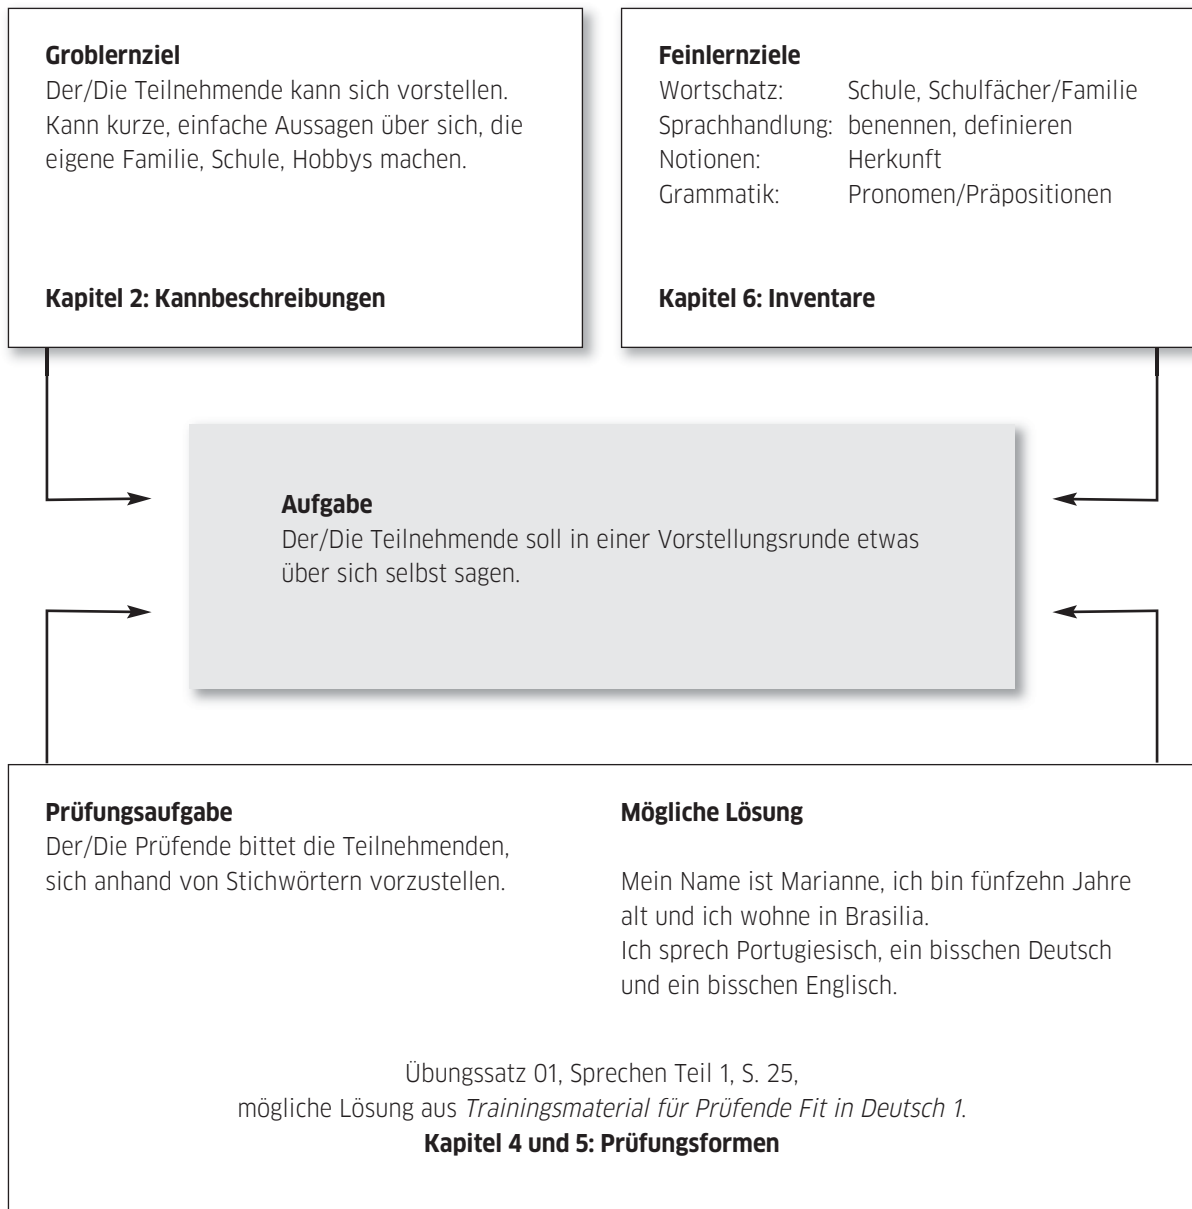 Groblernziel
Der/Die Teilnehmende kann sich vorstellen.
Kann kurze, einfache Aussagen über sich, die
eigene Familie, Schule, Hobbys machen.
Kapitel 2: Kannbeschreibungen
Feinlernziele
Wortschatz: Schule, Schulfächer/Familie
Sprachhandlung: benennen, definieren
Notionen: Herkunft
Grammatik: Pronomen/Präpositionen
Kapitel 6: Inventare
Aufgabe
Der/Die Teilnehmende soll in einer Vorstellungsrunde etwas
über sich selbst sagen.
Prüfungsaufgabe
Der/Die Prüfende bittet die Teilnehmenden,
sich anhand von Stichwörtern vorzustellen.
Mögliche Lösung
Mein Name ist Marianne, ich bin fünfzehn Jahre
alt und ich wohne in Brasilia.
Ich sprech Portugiesisch, ein bisschen Deutsch
und ein bisschen Englisch.
Übungssatz 01, Sprechen Teil 1, S. 25,
mögliche Lösung aus Trainingsmaterial für Prüfende Fit in Deutsch 1.
Kapitel 4 und 5: Prüfungsformen